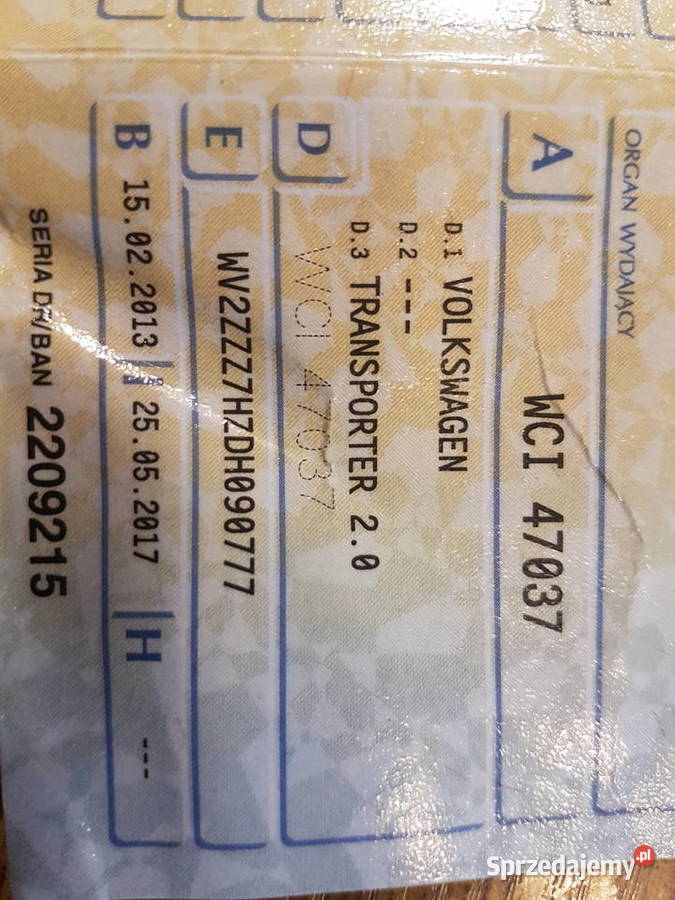 ORGAN WYDAJĄCY
A WCI 47037
D D.1 VOLKSWAGEN
D.2 ---
D.3 TRANSPORTER 2.0
WCI 47037
E WV2ZZZ7HZDH090777
B 15.02.2013 I 25.05.2017 H ---
SERIA DR/BAN 2209215
Sprzedajemy.pl